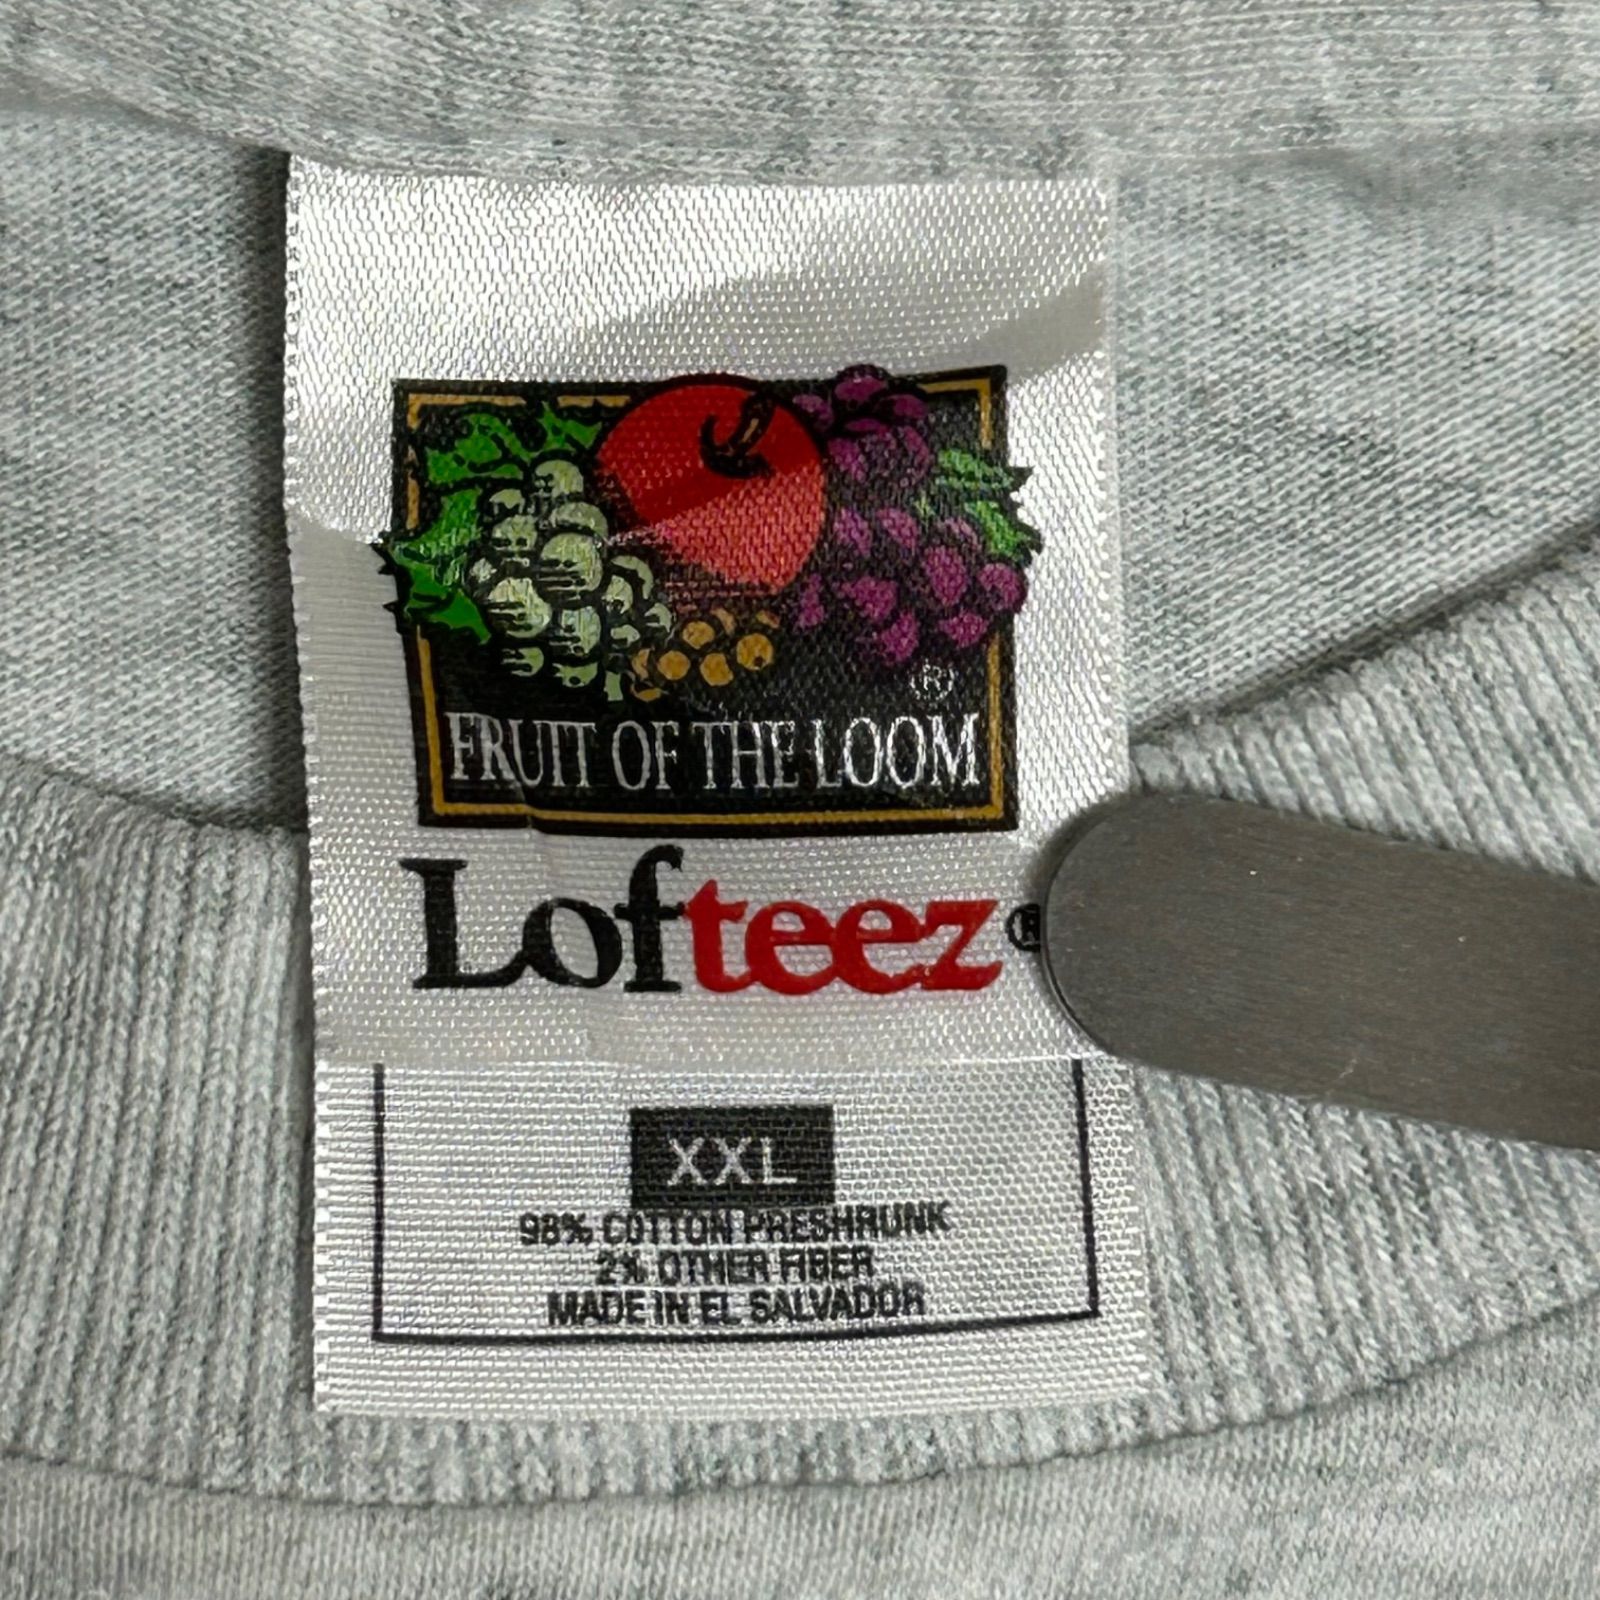 ®
FRUIT OF THE LOOM
Lofteez®
XXL
98% COTTON PRESHRUNK
2% OTHER FIBER
MADE IN EL SALVADOR